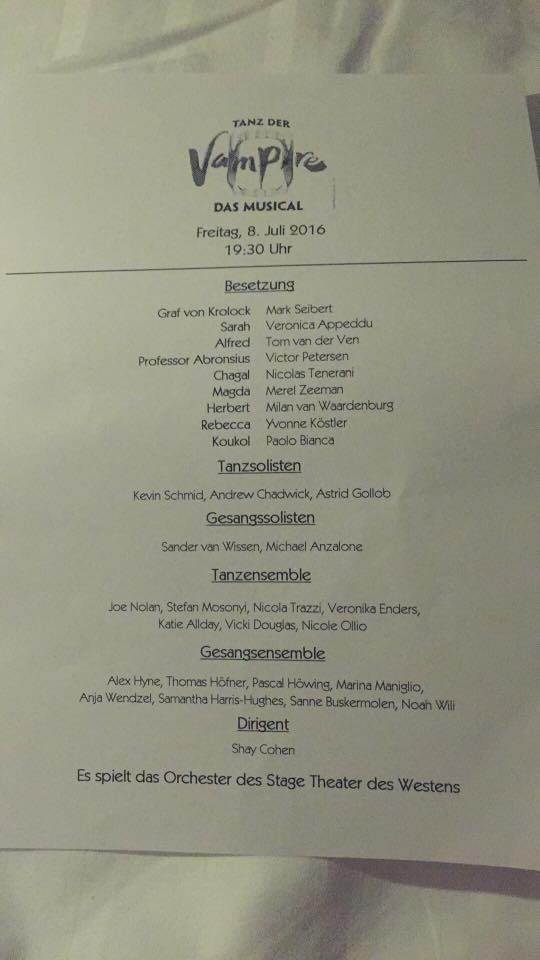 TANZ DER
Vampire
DAS MUSICAL
Freitag, 8. Juli 2016
19:30 Uhr
Besetzung
Graf von Krolock Mark Seibert
Sarah Veronica Appeddu
Alfred Tom van der Ven
Professor Abronsius Victor Petersen
Chagal Nicolas Tenerani
Magda Merel Zeeman
Herbert Milan van Waardenburg
Rebecca Yvonne Köstler
Koukol Paolo Bianca
Tanzsolisten
Kevin Schmid, Andrew Chadwick, Astrid Gollob
Gesangssolisten
Sander van Wissen, Michael Anzalone
Tanzensemble
Joe Nolan, Stefan Mosonyi, Nicola Trazzi, Veronika Enders,
Katie Allday, Vicki Douglas, Nicole Ollio
Gesangsensemble
Alex Hyne, Thomas Höfner, Pascal Höwing, Marina Maniglio,
Anja Wendzel, Samantha Harris-Hughes, Sanne Buskermolen, Noah Wili
Dirigent
Shay Cohen
Es spielt das Orchester des Stage Theater des Westens